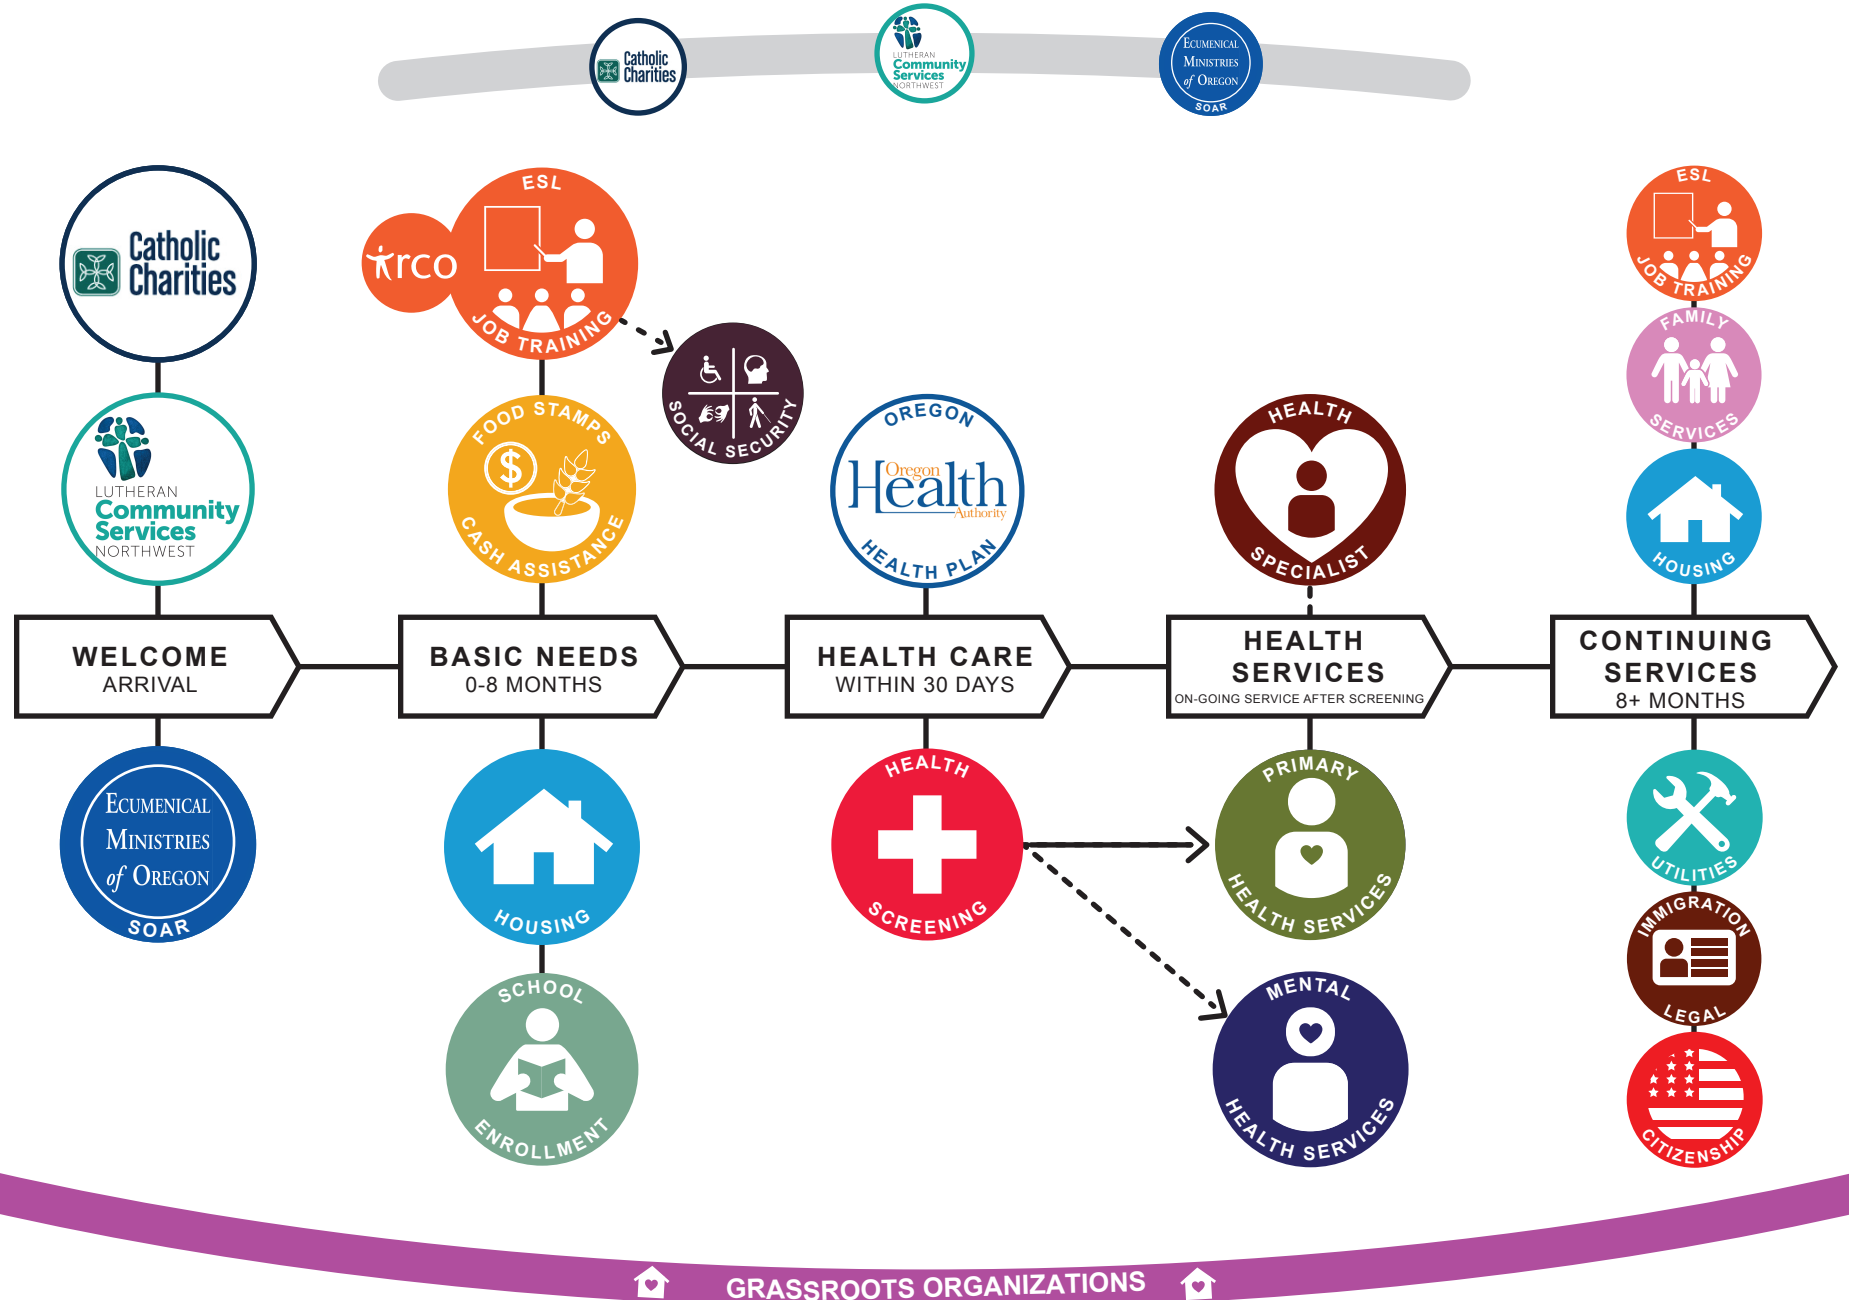 Catholic
Charities
LUTHERAN
Community
Services
NORTHWEST
ECUMENICAL
MINISTRIES
of OREGON
SOAR
Catholic
Charities
LUTHERAN
Community
Services
NORTHWEST
WELCOME
ARRIVAL
ECUMENICAL
MINISTRIES
of OREGON
SOAR
ESL
JOB TRAINING
irco
SOCIAL SECURITY
FOOD STAMPS
$
CASH ASSISTANCE
BASIC NEEDS
0-8 MONTHS
HOUSING
SCHOOL
ENROLLMENT
OREGON
Oregon
Health
Authority
HEALTH PLAN
HEALTH CARE
WITHIN 30 DAYS
HEALTH
SCREENING
HEALTH
SPECIALIST
HEALTH
SERVICES
ON-GOING SERVICE AFTER SCREENING
PRIMARY
HEALTH SERVICES
MENTAL
HEALTH SERVICES
ESL
JOB TRAINING
FAMILY
SERVICES
HOUSING
CONTINUING
SERVICES
8+ MONTHS
UTILITIES
IMMIGRATION
LEGAL
CITIZENSHIP
GRASSROOTS ORGANIZATIONS